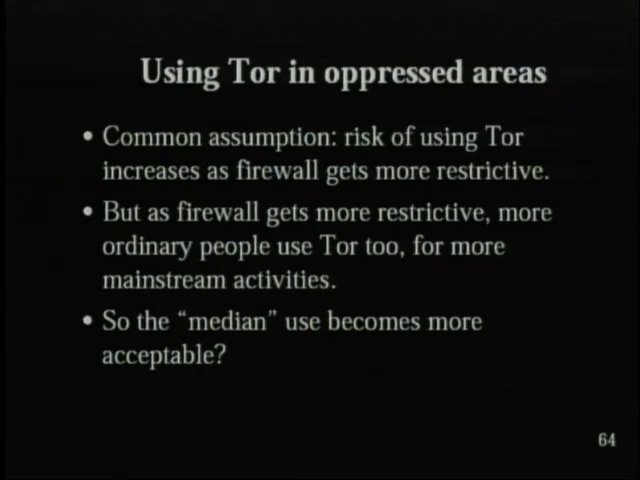 Using Tor in oppressed areas
• Common assumption: risk of using Tor
increases as firewall gets more restrictive.
• But as firewall gets more restrictive, more
ordinary people use Tor too, for more
mainstream activities.
• So the “median” use becomes more
acceptable?
64